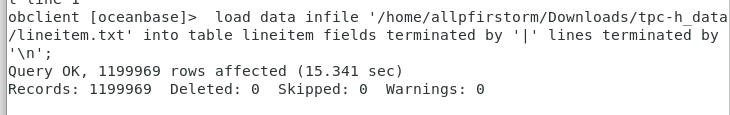 obclient [oceanbase]>  load data infile '/home/allpfirstorm/Downloads/tpc-h_data
/lineitem.txt' into table lineitem fields terminated by '|' lines terminated by
'\n';
Query OK, 1199969 rows affected (15.341 sec)
Records: 1199969  Deleted: 0  Skipped: 0  Warnings: 0